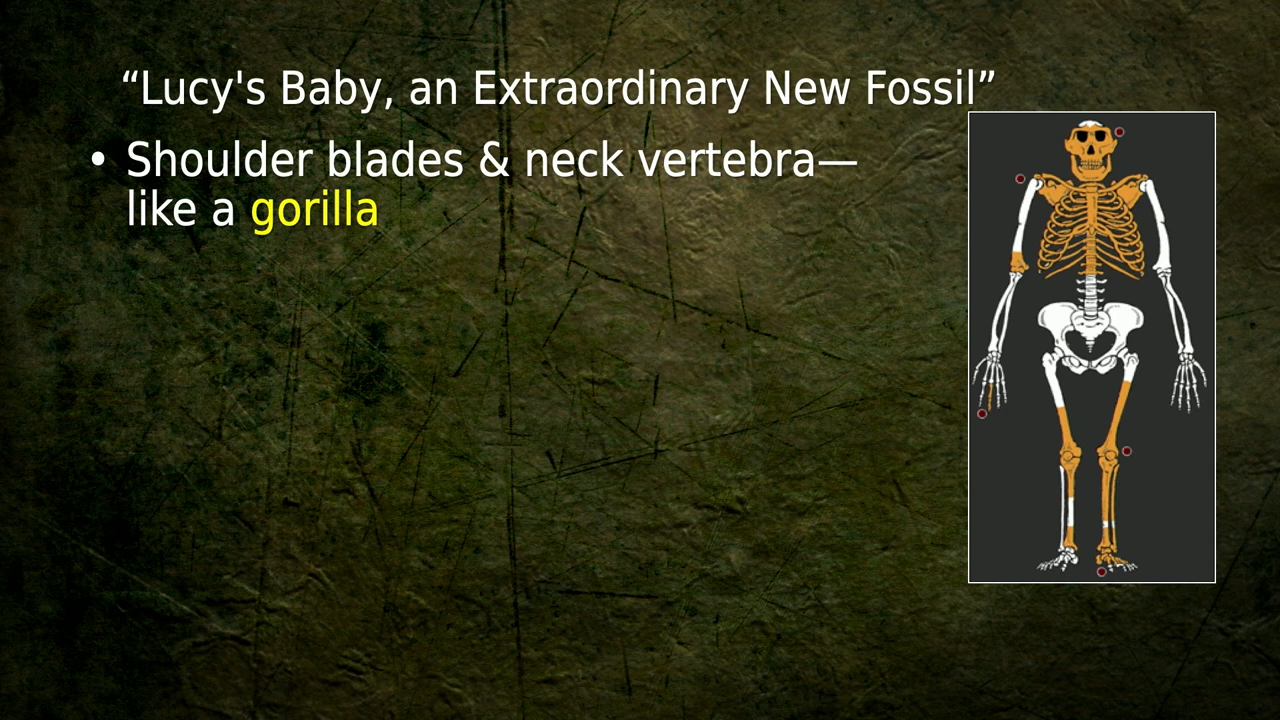 “Lucy's Baby, an Extraordinary New Fossil”
• Shoulder blades & neck vertebra—
like a gorilla